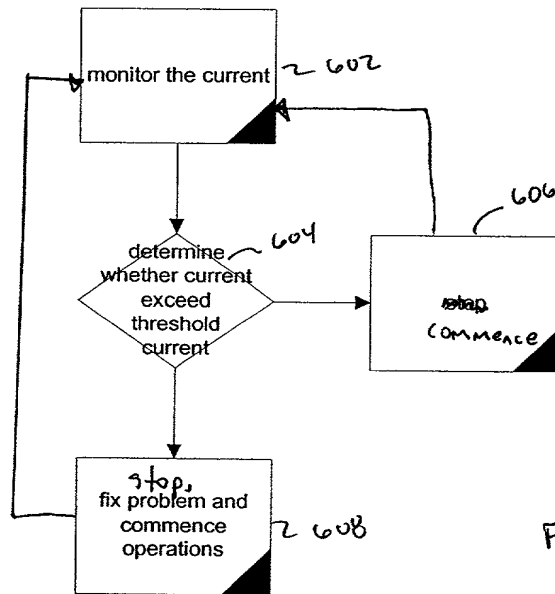 monitor the current
602
determine
whether current
exceed
threshold
current
604
606
stop
commence
stop,
fix problem and
commence
operations
608
F